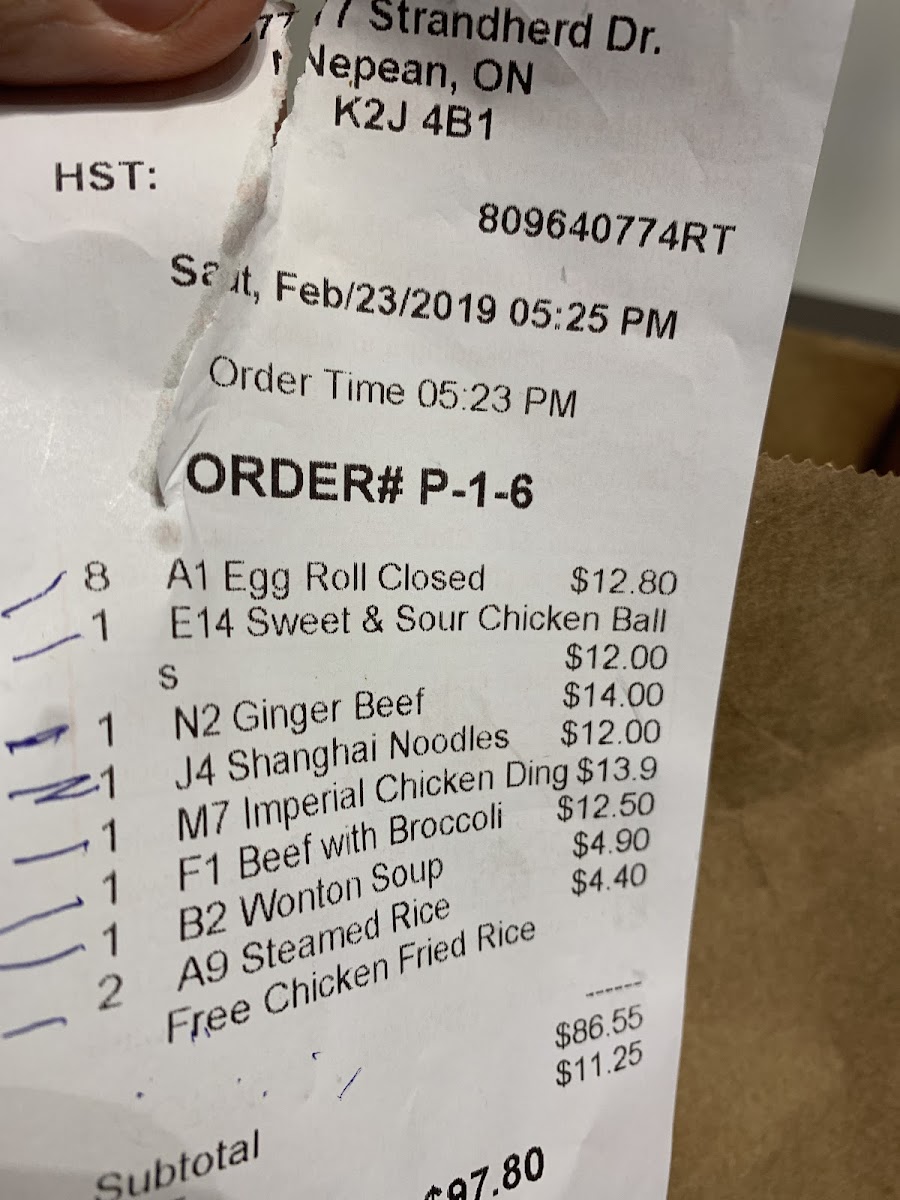 Strandherd Dr.
Nepean, ON
K2J 4B1
HST:
809640774RT
Sat, Feb/23/2019 05:25 PM
Order Time 05:23 PM
ORDER# P-1-6
8 A1 Egg Roll Closed $12.80
1 E14 Sweet & Sour Chicken Ball
s $12.00
1 N2 Ginger Beef $14.00
1 J4 Shanghai Noodles $12.00
1 M7 Imperial Chicken Ding $13.9
1 F1 Beef with Broccoli $12.50
1 B2 Wonton Soup $4.90
2 A9 Steamed Rice $4.40
Free Chicken Fried Rice
------
$86.55
$11.25
Subtotal
$97.80